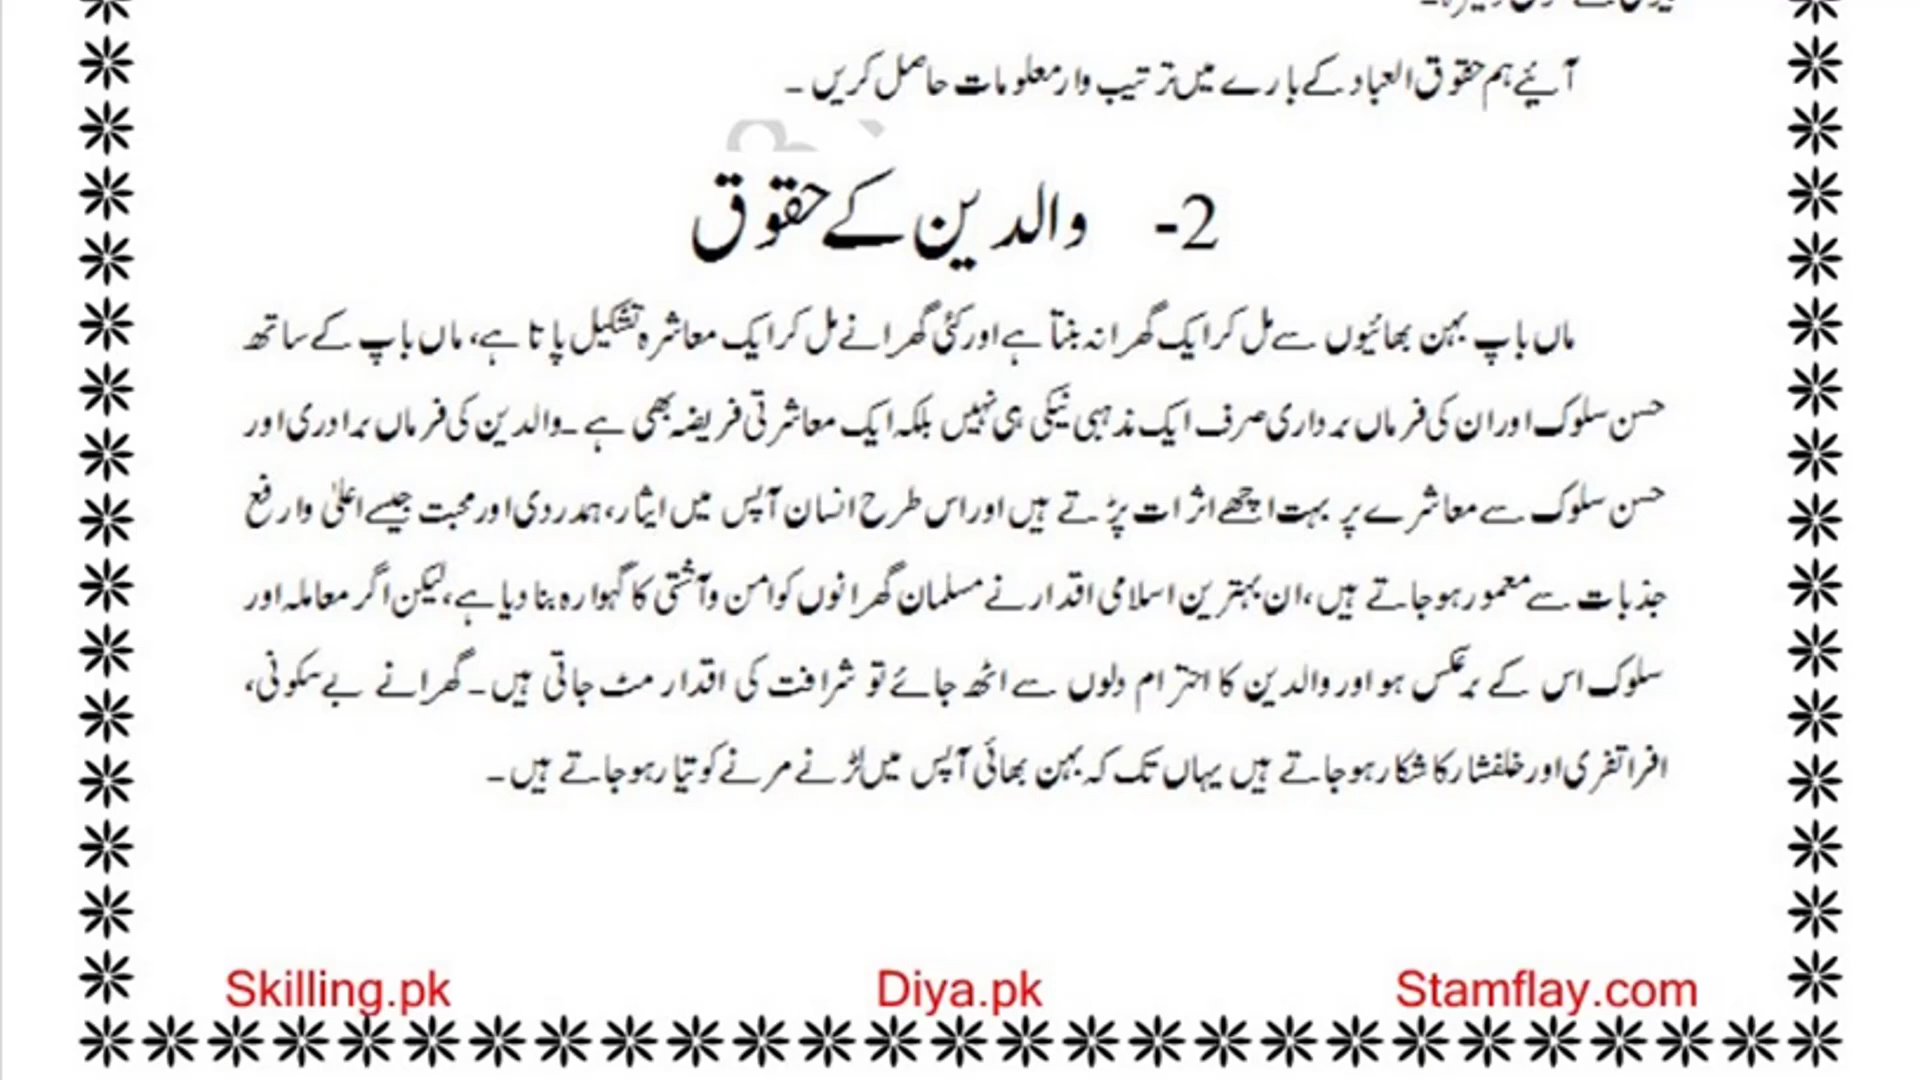 آئیے ہم حقوق العباد کے بارے میں ترتیب وار معلومات حاصل کریں ۔
2- والدین کے حقوق
ماں باپ بہن بھائیوں سے مل کر ایک گھرانہ بنتا ہے اور کئی گھرانے مل کر ایک معاشرہ تشکیل پاتا ہے، ماں باپ کے ساتھ
حسن سلوک اور ان کی فرماں برداری صرف ایک مذہبی نیکی ہی نہیں بلکہ ایک معاشرتی فریضہ بھی ہے ۔ والدین کی فرماں برادری اور
حسن سلوک سے معاشرے پر بہت اچھے اثرات پڑتے ہیں اور اس طرح انسان آپس میں ایثار، ہمدردی اور محبت جیسے اعلیٰ وارفع
جذبات سے معمور ہو جاتے ہیں، ان بہترین اسلامی اقدار نے مسلمان گھرانوں کو امن و آشتی کا گہوارہ بنا دیا ہے، لیکن اگر معاملہ اور
سلوک اس کے برعکس ہو اور والدین کا احترام دلوں سے اٹھ جائے تو شرافت کی اقدار مٹ جاتی ہیں ۔ گھرانے بے سکونی،
افراتفری اور خلفشار کا شکار ہو جاتے ہیں یہاں تک کہ بہن بھائی آپس میں لڑنے مرنے کو تیار ہو جاتے ہیں ۔
Skilling.pk Diya.pk Stamflay.com